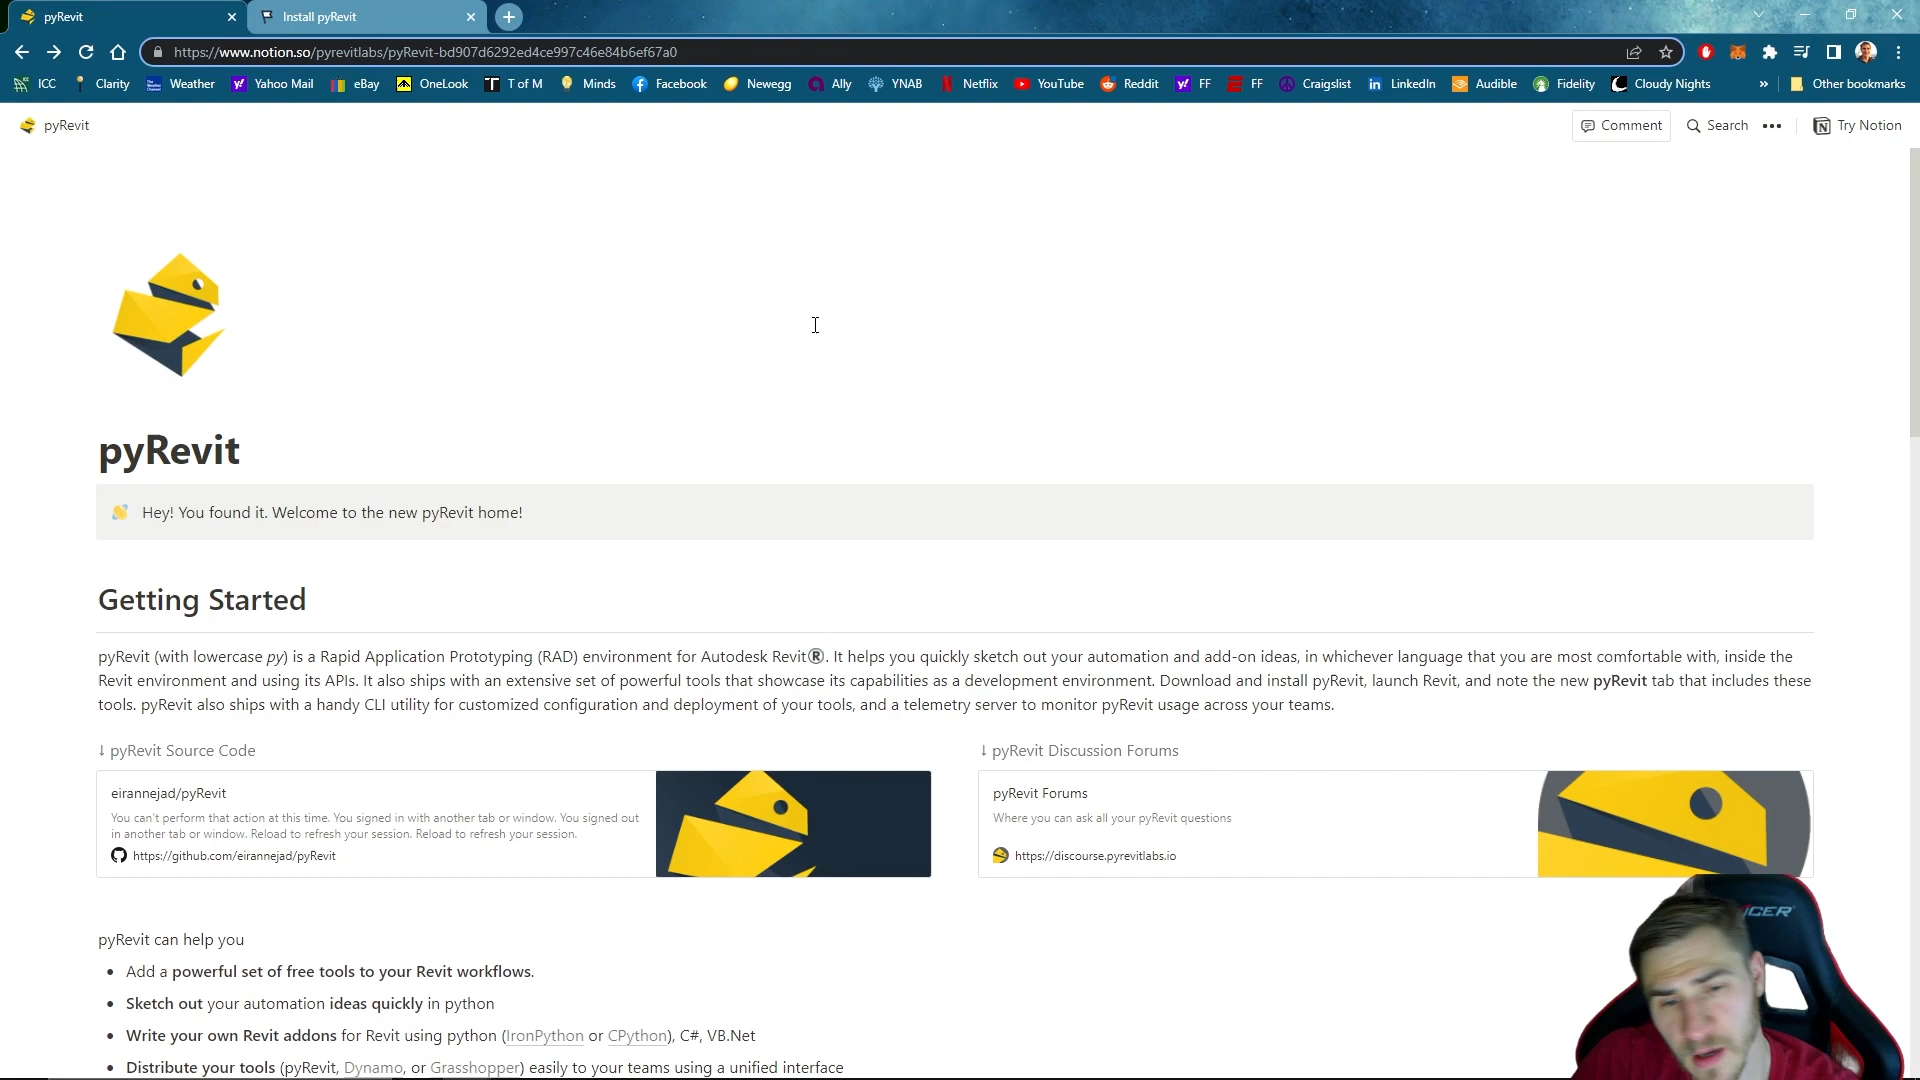 pyRevit
Install pyRevit
https://www.notion.so/pyrevitlabs/pyRevit-bd907d6292ed4ce997c46e84b6ef67a0
ICC Clarity Weather Yahoo Mail eBay OneLook T of M Minds Facebook Newegg Ally YNAB Netflix YouTube Reddit FF FF Craigslist LinkedIn Audible Fidelity Cloudy Nights » Other bookmarks
pyRevit
Comment Search Try Notion
pyRevit
Hey! You found it. Welcome to the new pyRevit home!
Getting Started
pyRevit (with lowercase py) is a Rapid Application Prototyping (RAD) environment for Autodesk Revit®. It helps you quickly sketch out your automation and add-on ideas, in whichever language that you are most comfortable with, inside the
Revit environment and using its APIs. It also ships with an extensive set of powerful tools that showcase its capabilities as a development environment. Download and install pyRevit, launch Revit, and note the new pyRevit tab that includes these
tools. pyRevit also ships with a handy CLI utility for customized configuration and deployment of your tools, and a telemetry server to monitor pyRevit usage across your teams.
↓ pyRevit Source Code
eirannejad/pyRevit
You can't perform that action at this time. You signed in with another tab or window. You signed out
in another tab or window. Reload to refresh your session. Reload to refresh your session.
https://github.com/eirannejad/pyRevit
↓ pyRevit Discussion Forums
pyRevit Forums
Where you can ask all your pyRevit questions
https://discourse.pyrevitlabs.io
pyRevit can help you
• Add a powerful set of free tools to your Revit workflows.
• Sketch out your automation ideas quickly in python
• Write your own Revit addons for Revit using python (IronPython or CPython), C#, VB.Net
• Distribute your tools (pyRevit, Dynamo, or Grasshopper) easily to your teams using a unified interface